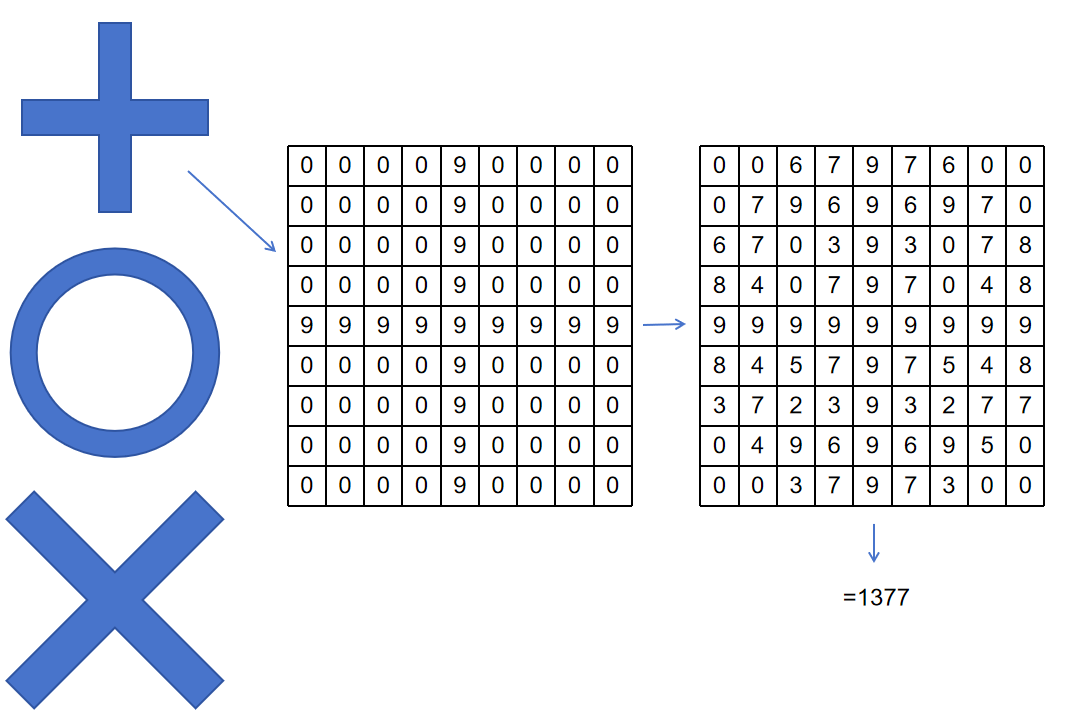 0 0 0 0 9 0 0 0 0
0 0 0 0 9 0 0 0 0
0 0 0 0 9 0 0 0 0
0 0 0 0 9 0 0 0 0
9 9 9 9 9 9 9 9 9
0 0 0 0 9 0 0 0 0
0 0 0 0 9 0 0 0 0
0 0 0 0 9 0 0 0 0
0 0 0 0 9 0 0 0 0
0 0 6 7 9 7 6 0 0
0 7 9 6 9 6 9 7 0
6 7 0 3 9 3 0 7 8
8 4 0 7 9 7 0 4 8
9 9 9 9 9 9 9 9 9
8 4 5 7 9 7 5 4 8
3 7 2 3 9 3 2 7 7
0 4 9 6 9 6 9 5 0
0 0 3 7 9 7 3 0 0
=1377